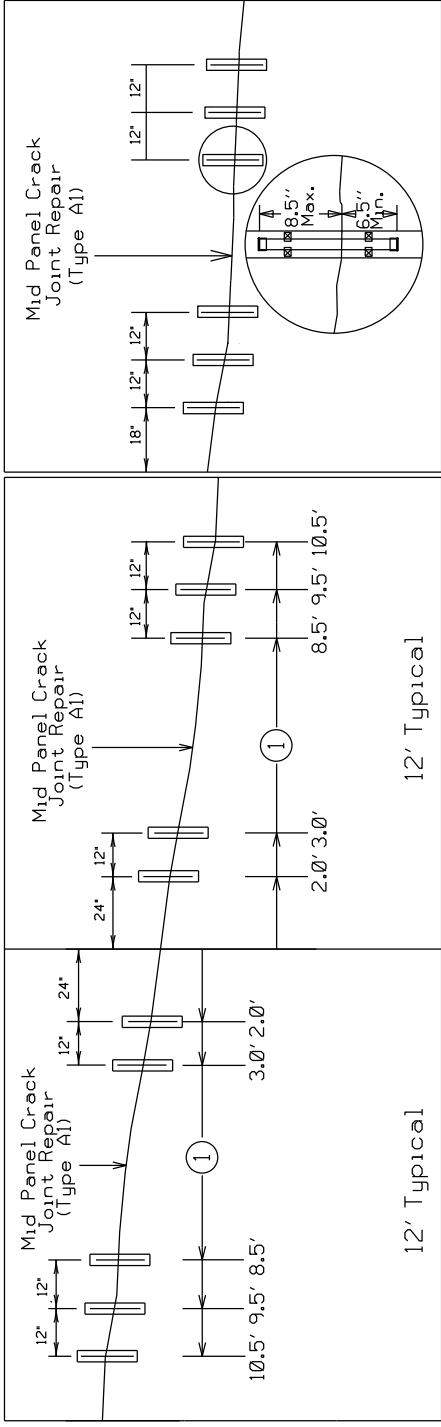 Mid Panel Crack
Joint Repair
(Type A1)
12"
12"
24"
12"
10.5' 9.5' 8.5'
3.0' 2.0'
1
12' Typical
Mid Panel Crack
Joint Repair
(Type A1)
24"
12"
12"
12"
2.0' 3.0'
8.5' 9.5' 10.5'
1
12' Typical
Mid Panel Crack
Joint Repair
(Type A1)
18"
12"
12"
12"
12"
8.5''
Max.
6.5''
Min.